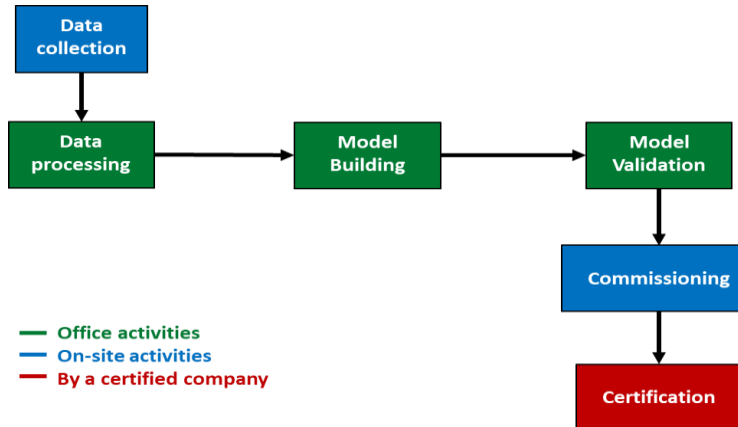 Data
collection
Data
processing
Model
Building
Model
Validation
Commissioning
Certification
Office activities
On-site activities
By a certified company